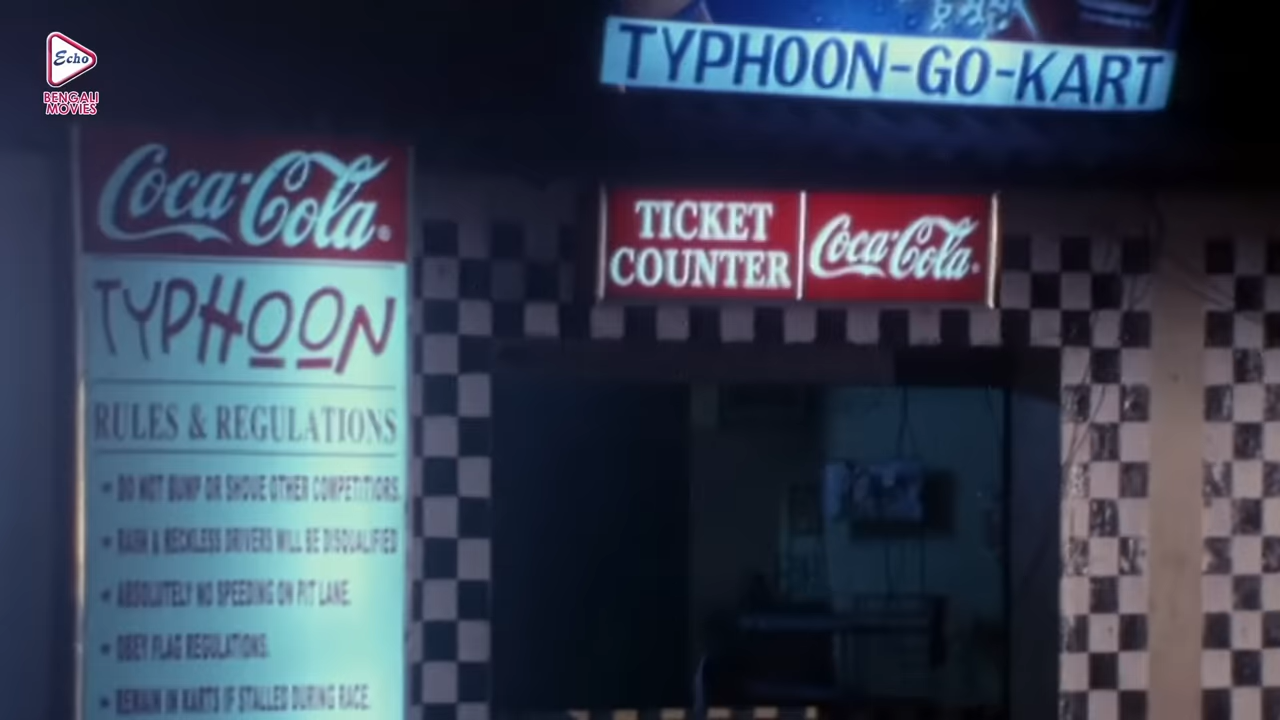 Echo
BENGALI
MOVIES
TYPHOON-GO-KART
Coca-Cola
TYPHOON
RULES & REGULATIONS
• DO NOT BUMP OR SHOVE OTHER COMPETITIORS.
• RASH & RECKLESS DRIVERS WILL BE DISQUALIFIED
• ABSOLUTELY NO SPEEDING ON PIT LANE.
• OBEY FLAG REGULATIONS.
• REMAIN IN KARTS IF STALLED DURING RACE.
TICKET
COUNTER
Coca-Cola